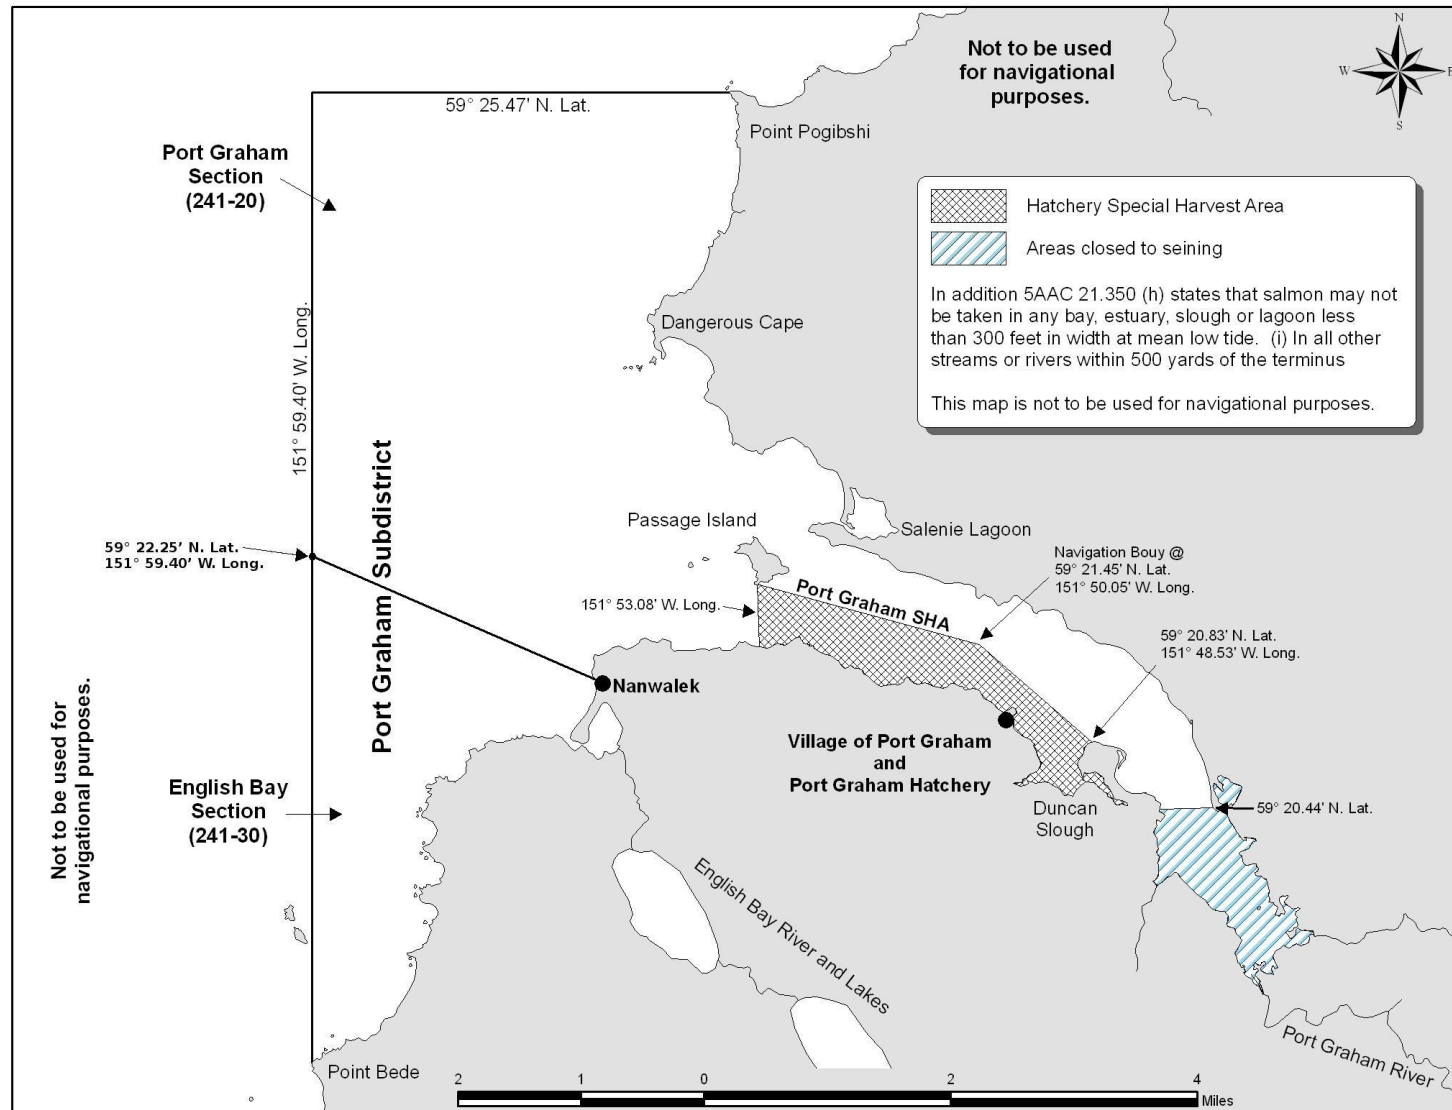 Not to be used
for navigational
purposes.
N
W
E
S
59° 25.47' N. Lat.
Point Pogibshi
Port Graham
Section
(241-20)
Hatchery Special Harvest Area
Areas closed to seining
In addition 5AAC 21.350 (h) states that salmon may not
be taken in any bay, estuary, slough or lagoon less
than 300 feet in width at mean low tide. (i) In all other
streams or rivers within 500 yards of the terminus
This map is not to be used for navigational purposes.
151° 59.40' W. Long.
Dangerous Cape
Port Graham Subdistrict
Passage Island
Salenie Lagoon
59° 22.25' N. Lat.
151° 59.40' W. Long.
Navigation Bouy @
59° 21.45' N. Lat.
151° 50.05' W. Long.
Port Graham SHA
151° 53.08' W. Long.
59° 20.83' N. Lat.
151° 48.53' W. Long.
Nanwalek
Not to be used for
navigational purposes.
Village of Port Graham
and
Port Graham Hatchery
English Bay
Section
(241-30)
Duncan
Slough
59° 20.44' N. Lat.
English Bay River and Lakes
Port Graham River
Point Bede
2 1 0 2 4
Miles